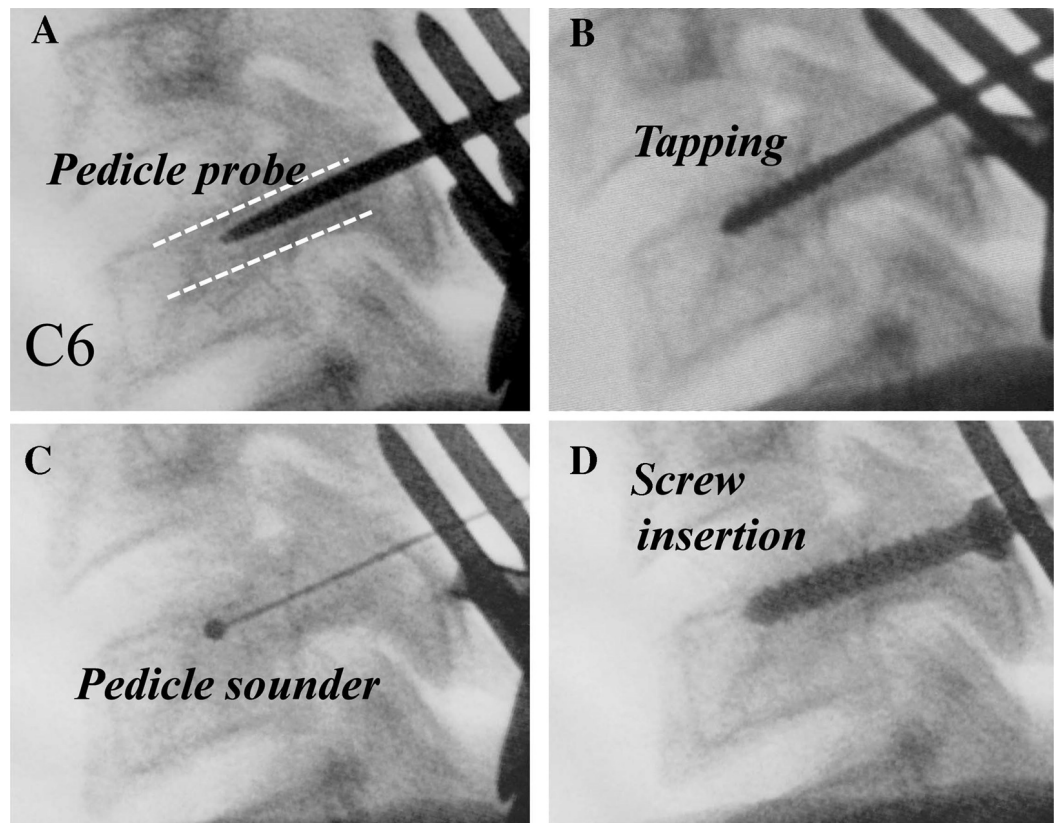 A
Pedicle probe
C6
B
Tapping
C
Pedicle sounder
D
Screw
insertion